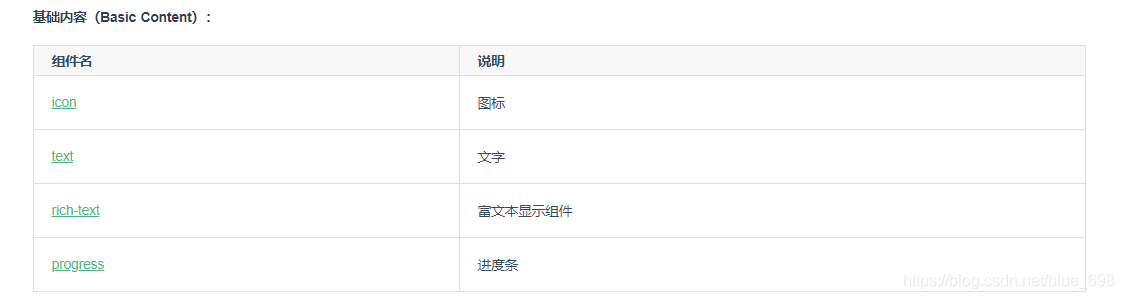 基础内容（Basic Content）：
组件名 说明
icon 图标
text 文字
rich-text 富文本显示组件
progress 进度条
https://blog.csdn.net/blue_698